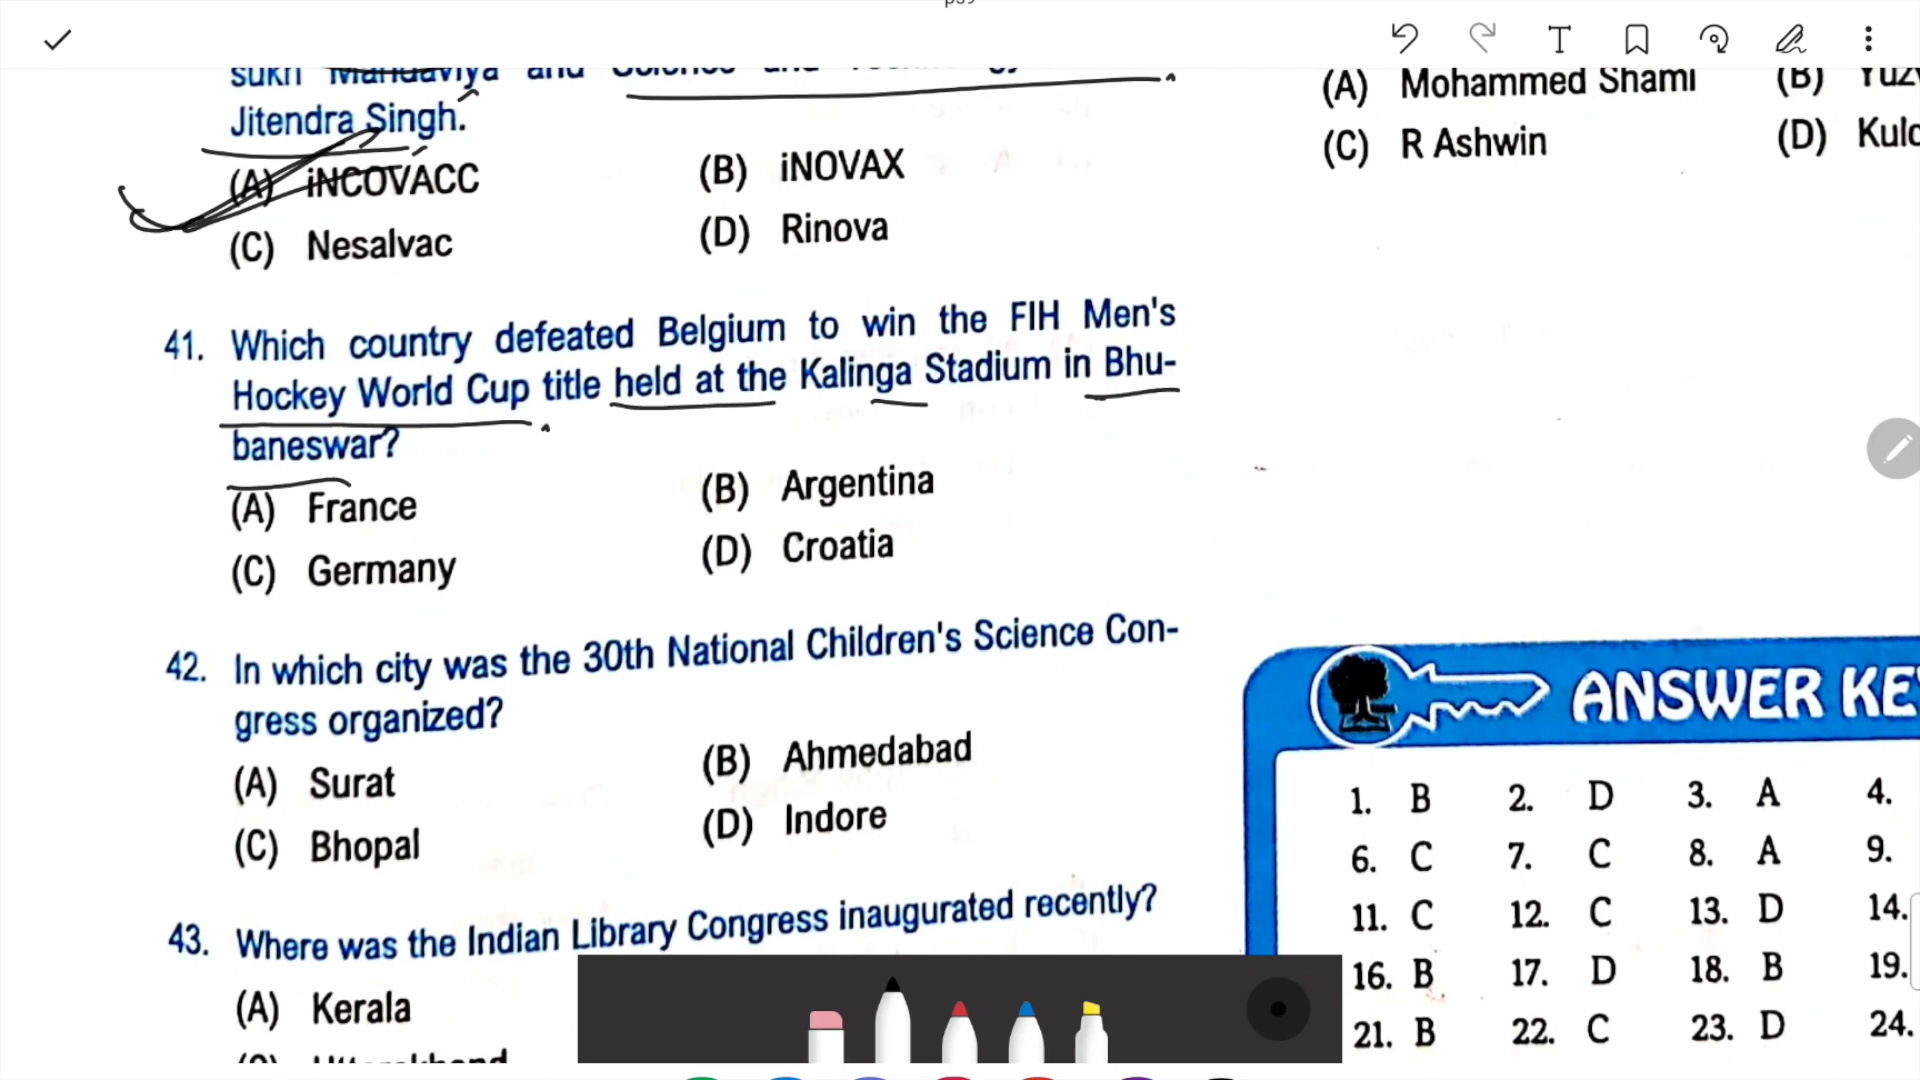 Jitendra Singh.
(A) iNCOVACC (B) iNOVAX
(C) Nesalvac (D) Rinova
41. Which country defeated Belgium to win the FIH Men's
Hockey World Cup title held at the Kalinga Stadium in Bhu-
baneswar?
(A) France (B) Argentina
(C) Germany (D) Croatia
42. In which city was the 30th National Children's Science Con-
gress organized?
(A) Surat (B) Ahmedabad
(C) Bhopal (D) Indore
43. Where was the Indian Library Congress inaugurated recently?
(A) Kerala
(A) Mohammed Shami (B)
(C) R Ashwin (D)
ANSWER KE
1. B 2. D 3. A 4.
6. C 7. C 8. A 9.
11. C 12. C 13. D 14.
16. B 17. D 18. B 19.
21. B 22. C 23. D 24.